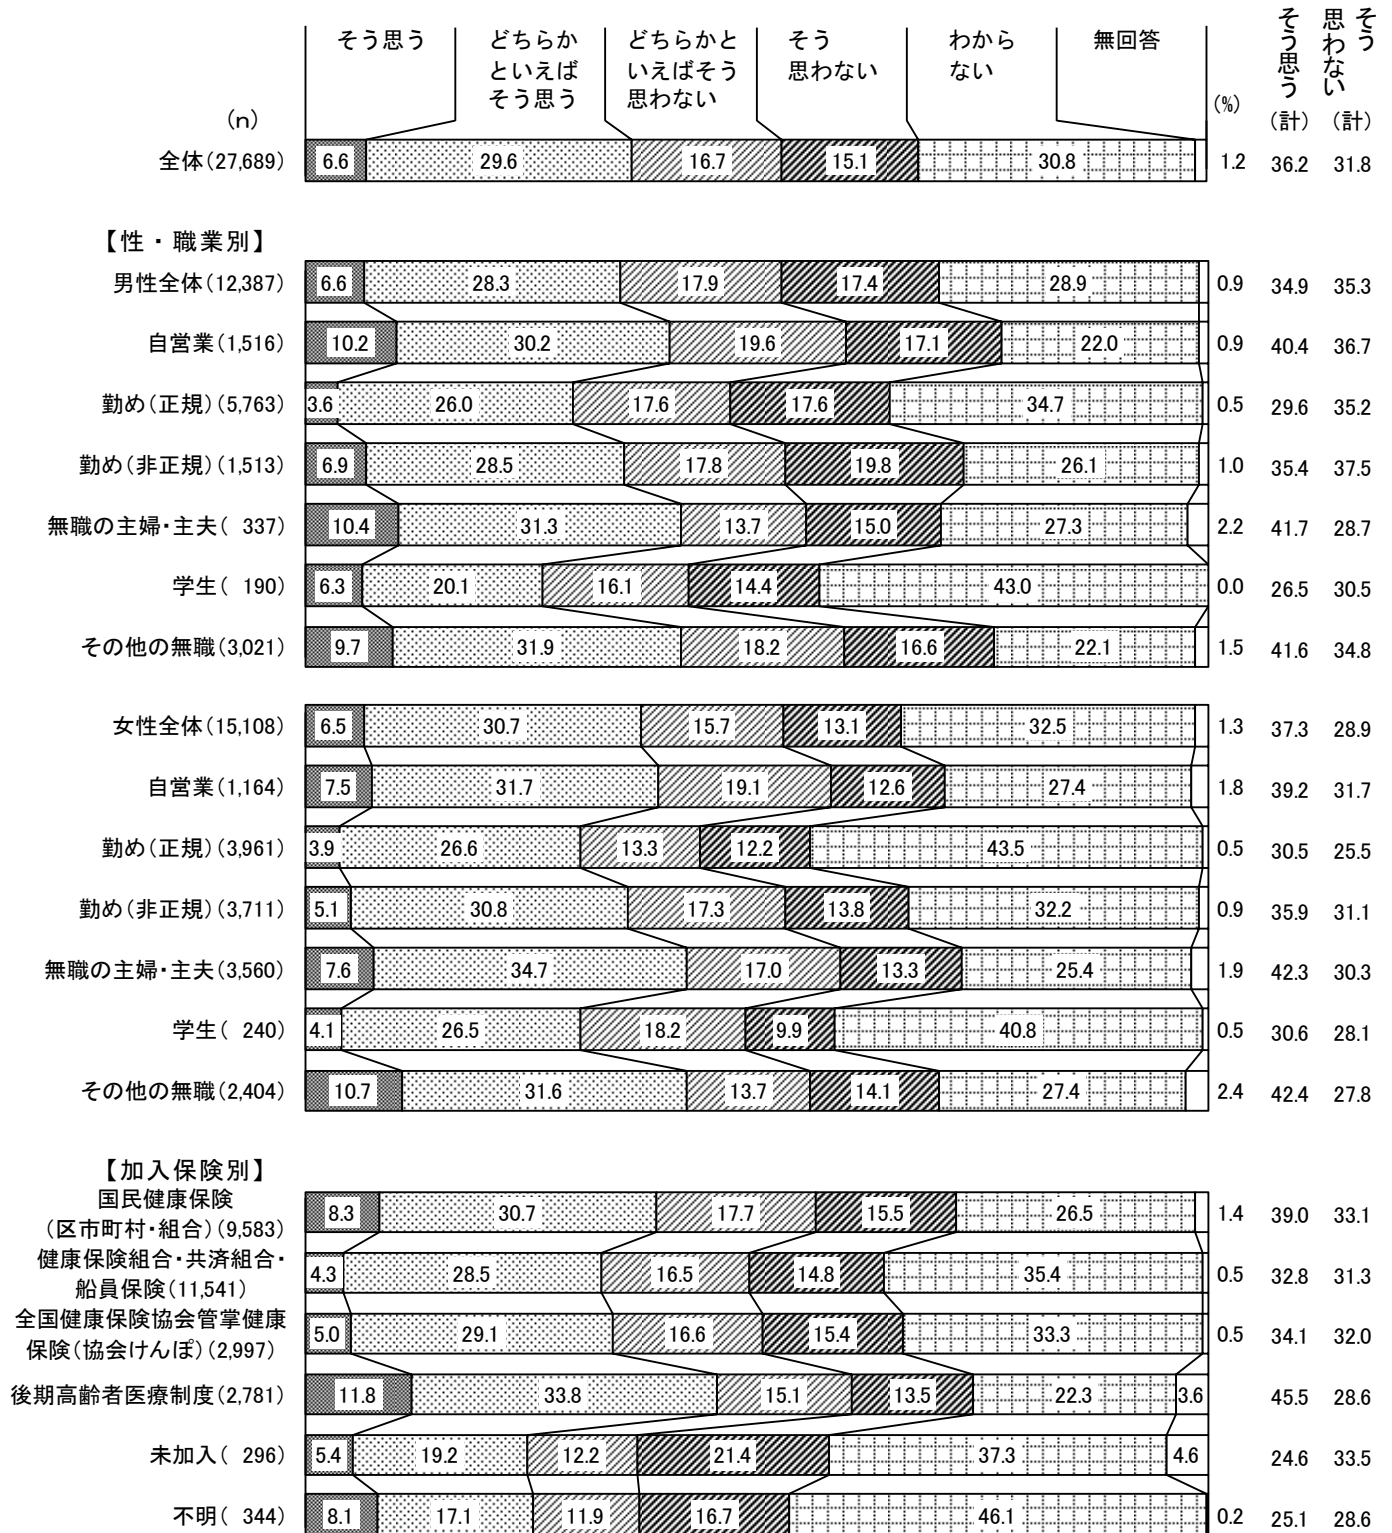 そう思う
どちらか
といえば
そう思う
どちらかと
いえばそう
思わない
そう
思わない
わから
ない
無回答
(%)
そう思う
(計)
そう
思わない
(計)
(n)
全体(27,689) 6.6 29.6 16.7 15.1 30.8 1.2 36.2 31.8
【性・職業別】
男性全体(12,387) 6.6 28.3 17.9 17.4 28.9 0.9 34.9 35.3
自営業(1,516) 10.2 30.2 19.6 17.1 22.0 0.9 40.4 36.7
勤め(正規)(5,763) 3.6 26.0 17.6 17.6 34.7 0.5 29.6 35.2
勤め(非正規)(1,513) 6.9 28.5 17.8 19.8 26.1 1.0 35.4 37.5
無職の主婦・主夫( 337) 10.4 31.3 13.7 15.0 27.3 2.2 41.7 28.7
学生( 190) 6.3 20.1 16.1 14.4 43.0 0.0 26.5 30.5
その他の無職(3,021) 9.7 31.9 18.2 16.6 22.1 1.5 41.6 34.8
女性全体(15,108) 6.5 30.7 15.7 13.1 32.5 1.3 37.3 28.9
自営業(1,164) 7.5 31.7 19.1 12.6 27.4 1.8 39.2 31.7
勤め(正規)(3,961) 3.9 26.6 13.3 12.2 43.5 0.5 30.5 25.5
勤め(非正規)(3,711) 5.1 30.8 17.3 13.8 32.2 0.9 35.9 31.1
無職の主婦・主夫(3,560) 7.6 34.7 17.0 13.3 25.4 1.9 42.3 30.3
学生( 240) 4.1 26.5 18.2 9.9 40.8 0.5 30.6 28.1
その他の無職(2,404) 10.7 31.6 13.7 14.1 27.4 2.4 42.4 27.8
【加入保険別】
国民健康保険
(区市町村・組合)(9,583) 8.3 30.7 17.7 15.5 26.5 1.4 39.0 33.1
健康保険組合・共済組合・
船員保険(11,541) 4.3 28.5 16.5 14.8 35.4 0.5 32.8 31.3
全国健康保険協会管掌健康
保険(協会けんぽ)(2,997) 5.0 29.1 16.6 15.4 33.3 0.5 34.1 32.0
後期高齢者医療制度(2,781) 11.8 33.8 15.1 13.5 22.3 3.6 45.5 28.6
未加入( 296) 5.4 19.2 12.2 21.4 37.3 4.6 24.6 33.5
不明( 344) 8.1 17.1 11.9 16.7 46.1 0.2 25.1 28.6